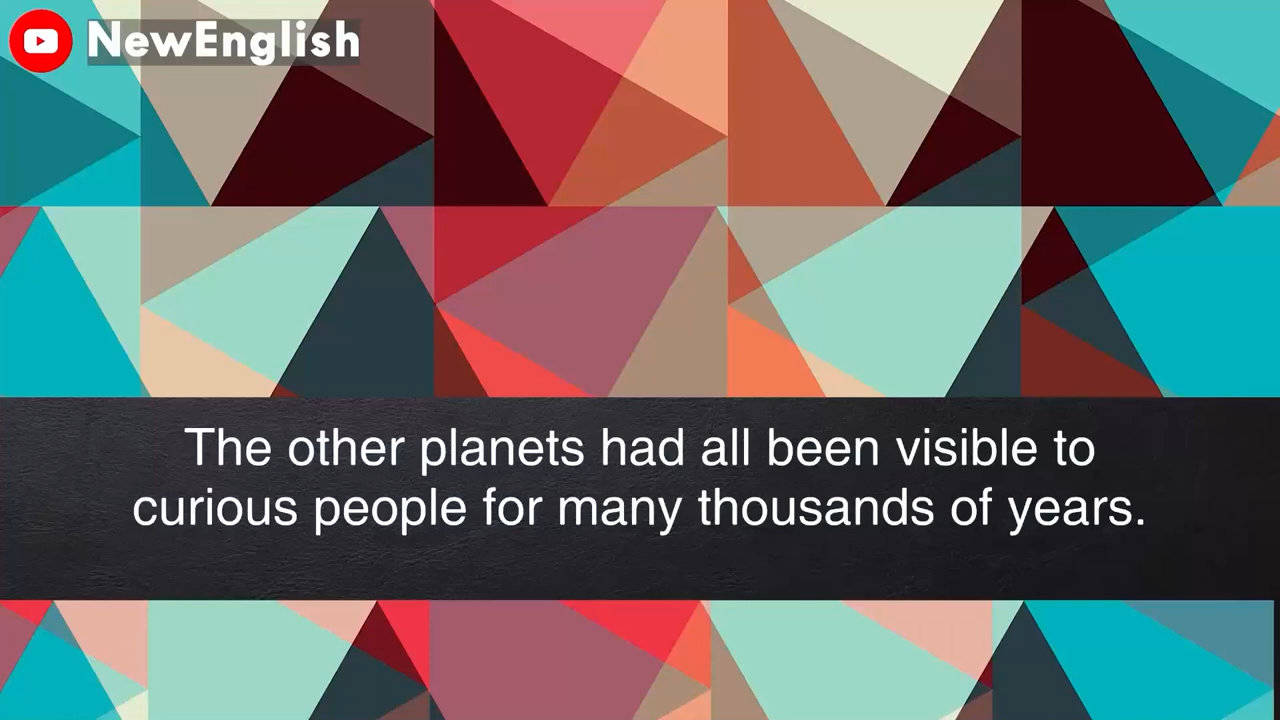 NewEnglish
The other planets had all been visible to
curious people for many thousands of years.